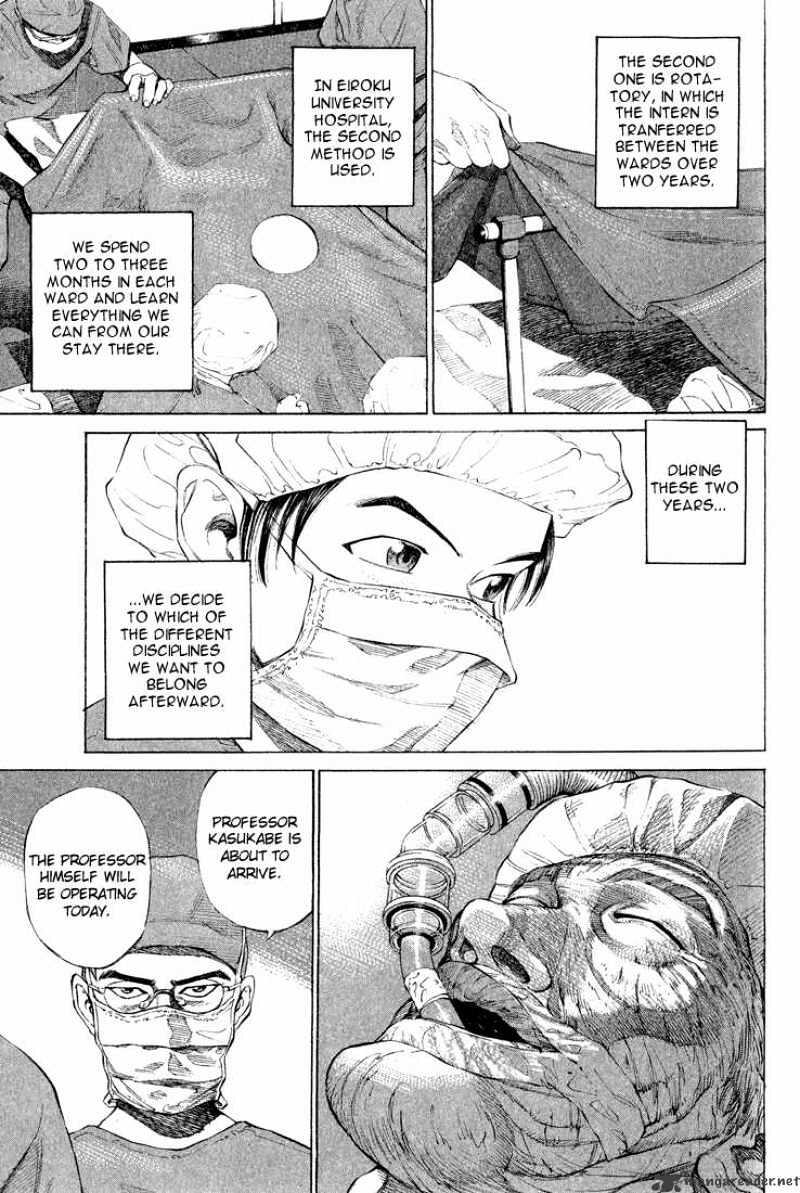 THE SECOND
ONE IS ROTA-
TORY, IN WHICH
THE INTERN IS
TRANFERRED
BETWEEN THE
WARDS OVER
TWO YEARS.
IN EIROKU
UNIVERSITY
HOSPITAL,
THE SECOND
METHOD IS
USED.
WE SPEND
TWO TO THREE
MONTHS IN EACH
WARD AND LEARN
EVERYTHING WE
CAN FROM OUR
STAY THERE.
DURING
THESE TWO
YEARS...
...WE DECIDE
TO WHICH OF
THE DIFFERENT
DISCIPLINES
WE WANT TO
BELONG
AFTERWARD.
PROFESSOR
KASUKABE IS
ABOUT TO
ARRIVE.
THE PROFESSOR
HIMSELF WILL
BE OPERATING
TODAY.
mangareader.net